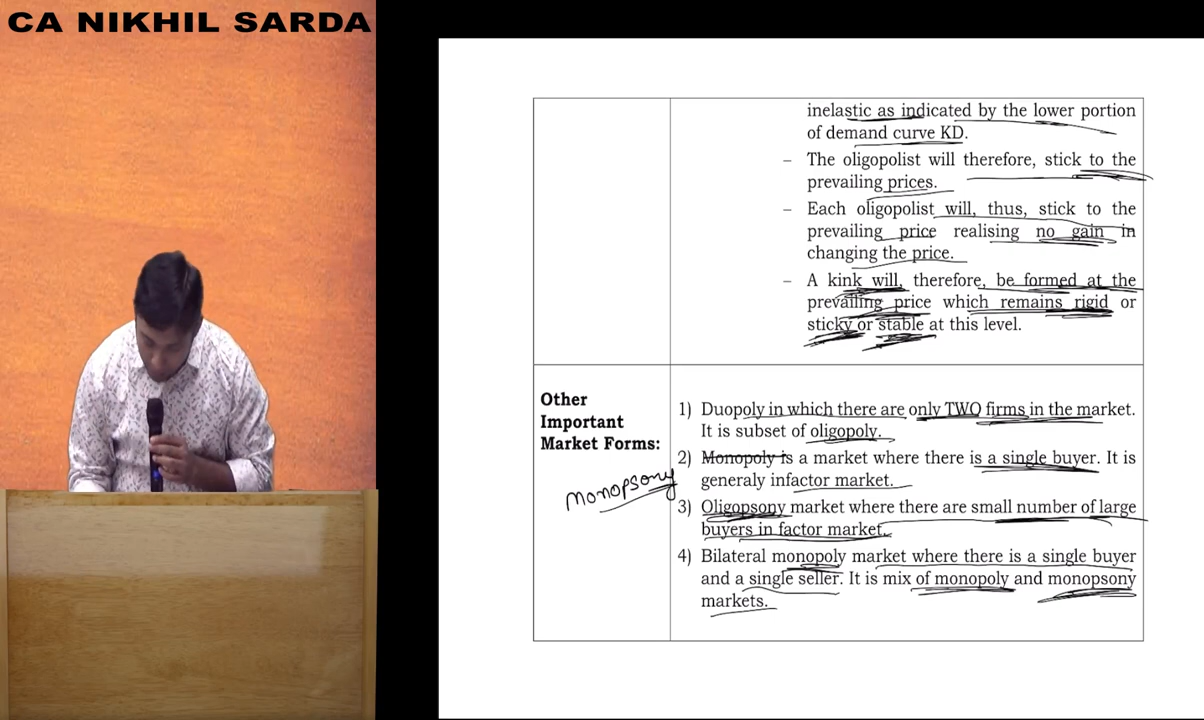 CA NIKHIL SARDA
inelastic as indicated by the lower portion
of demand curve KD.
– The oligopolist will therefore, stick to the
prevailing prices.
– Each oligopolist will, thus, stick to the
prevailing price realising no gain in
changing the price.
– A kink will, therefore, be formed at the
prevailing price which remains rigid or
sticky or stable at this level.
Other
Important
Market Forms:
monopsony
1) Duopoly in which there are only TWO firms in the market.
It is subset of oligopoly.
2) Monopoly is a market where there is a single buyer. It is
generaly infactor market.
3) Oligopsony market where there are small number of large
buyers in factor market.
4) Bilateral monopoly market where there is a single buyer
and a single seller. It is mix of monopoly and monopsony
markets.